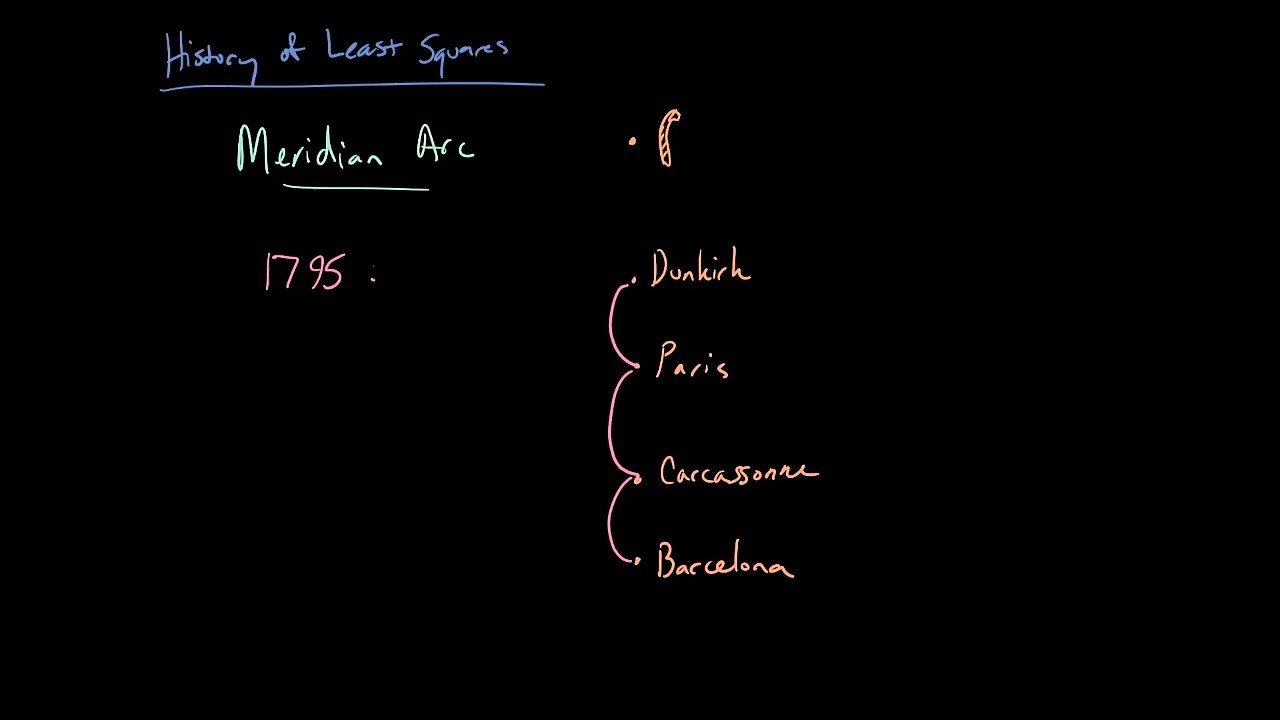 History of Least Squares
Meridian Arc
1795 :
Dunkirk
Paris
Carcassonne
Barcelona